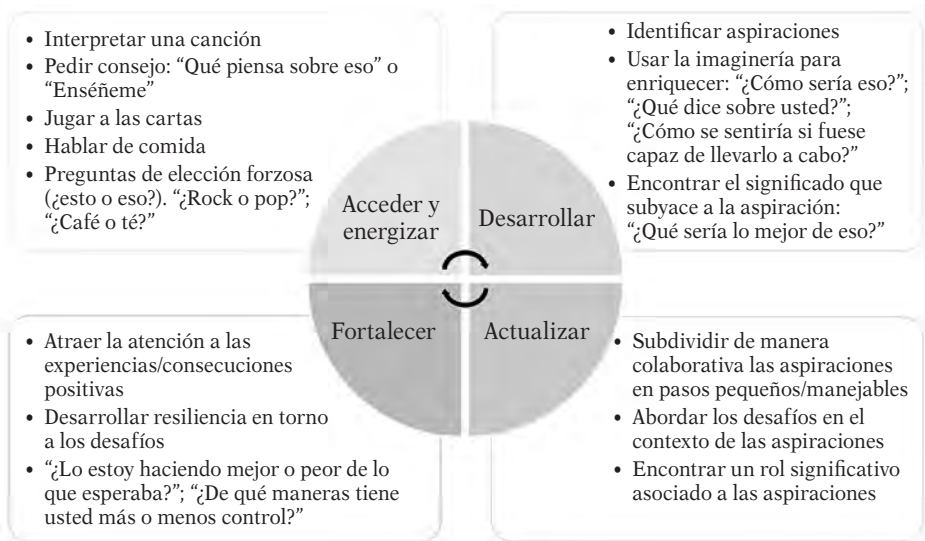 • Interpretar una canción
• Pedir consejo: “Qué piensa sobre eso” o
“Enséñeme”
• Jugar a las cartas
• Hablar de comida
• Preguntas de elección forzosa
(¿esto o eso?). “¿Rock o pop?”;
“¿Café o té?”
• Identificar aspiraciones
• Usar la imaginería para
enriquecer: “¿Cómo sería eso?”;
“¿Qué dice sobre usted?”;
“¿Cómo se sentiría si fuese
capaz de llevarlo a cabo?”
• Encontrar el significado que
subyace a la aspiración:
“¿Qué sería lo mejor de eso?”
Acceder y
energizar
Desarrollar
Fortalecer
Actualizar
• Atraer la atención a las
experiencias/consecuciones
positivas
• Desarrollar resiliencia en torno
a los desafíos
• “¿Lo estoy haciendo mejor o peor de lo
que esperaba?”; “¿De qué maneras tiene
usted más o menos control?”
• Subdividir de manera
colaborativa las aspiraciones
en pasos pequeños/manejables
• Abordar los desafíos en el
contexto de las aspiraciones
• Encontrar un rol significativo
asociado a las aspiraciones